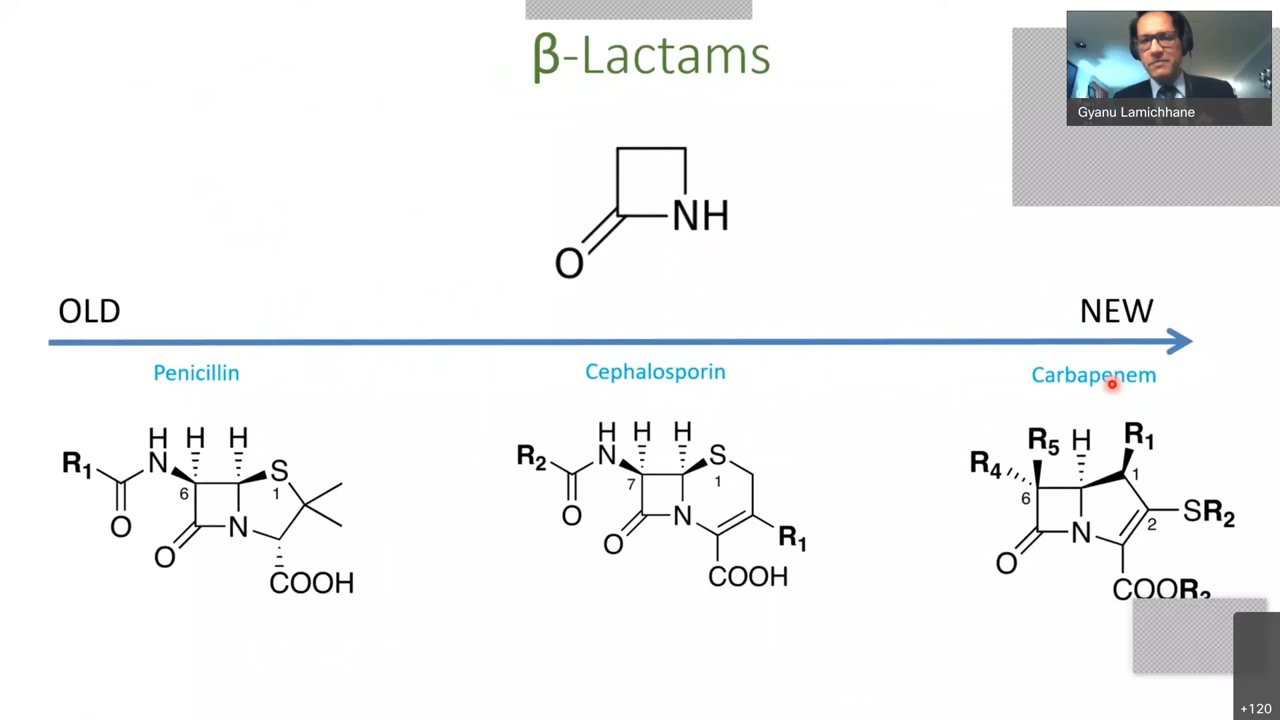 β-Lactams
Gyanu Lamichhane
NH
O
OLD
NEW
Penicillin
Cephalosporin
Carbapenem
R1
O
H
N
H
H
S
6
1
O
N
COOH
R2
O
H
N
H
H
S
7
1
O
N
R1
COOH
R4
R5
H
R1
6
1
2
SR2
O
N
COOR3
+120